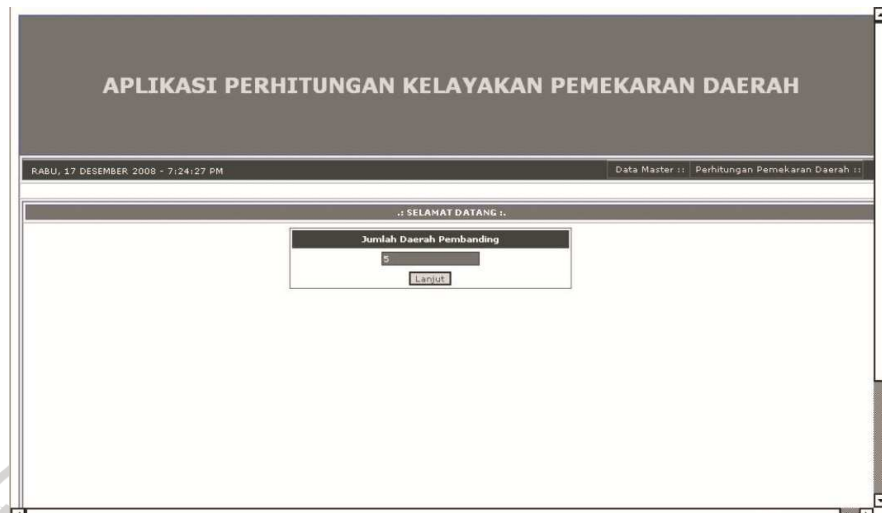 APLIKASI PERHITUNGAN KELAYAKAN PEMEKARAN DAERAH
RABU, 17 DESEMBER 2008 - 7:24:27 PM Data Master :: Perhitungan Pemekaran Daerah ::
.: SELAMAT DATANG :.
Jumlah Daerah Pembanding
5
Lanjut